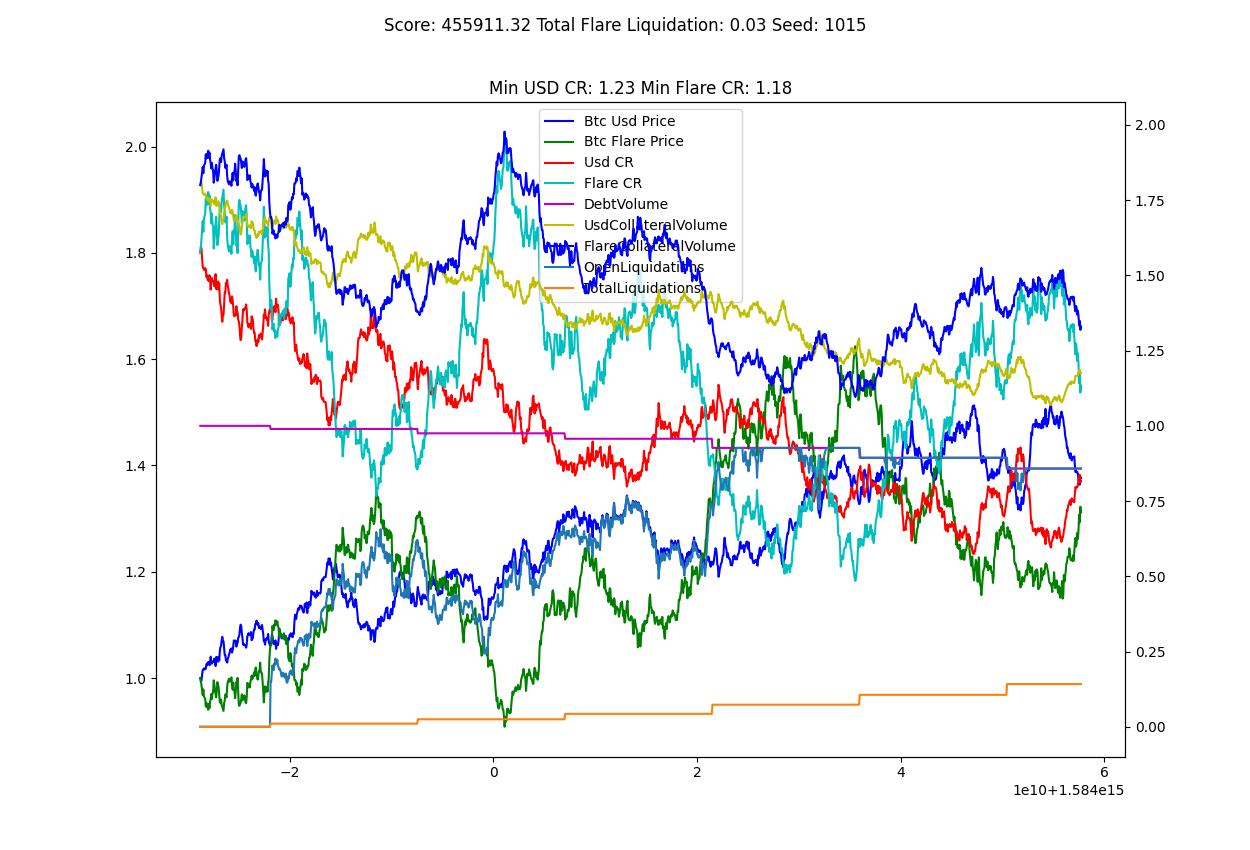 Score: 455911.32 Total Flare Liquidation: 0.03 Seed: 1015
Min USD CR: 1.23 Min Flare CR: 1.18
Btc Usd Price
Btc Flare Price
Usd CR
Flare CR
DebtVolume
UsdCollateralVolume
FlareCollateralVolume
OpenLiquidations
TotalLiquidations
2.0
1.8
1.6
1.4
1.2
1.0
2.00
1.75
1.50
1.25
1.00
0.75
0.50
0.25
0.00
−2
0
2
4
6
1e10+1.584e15